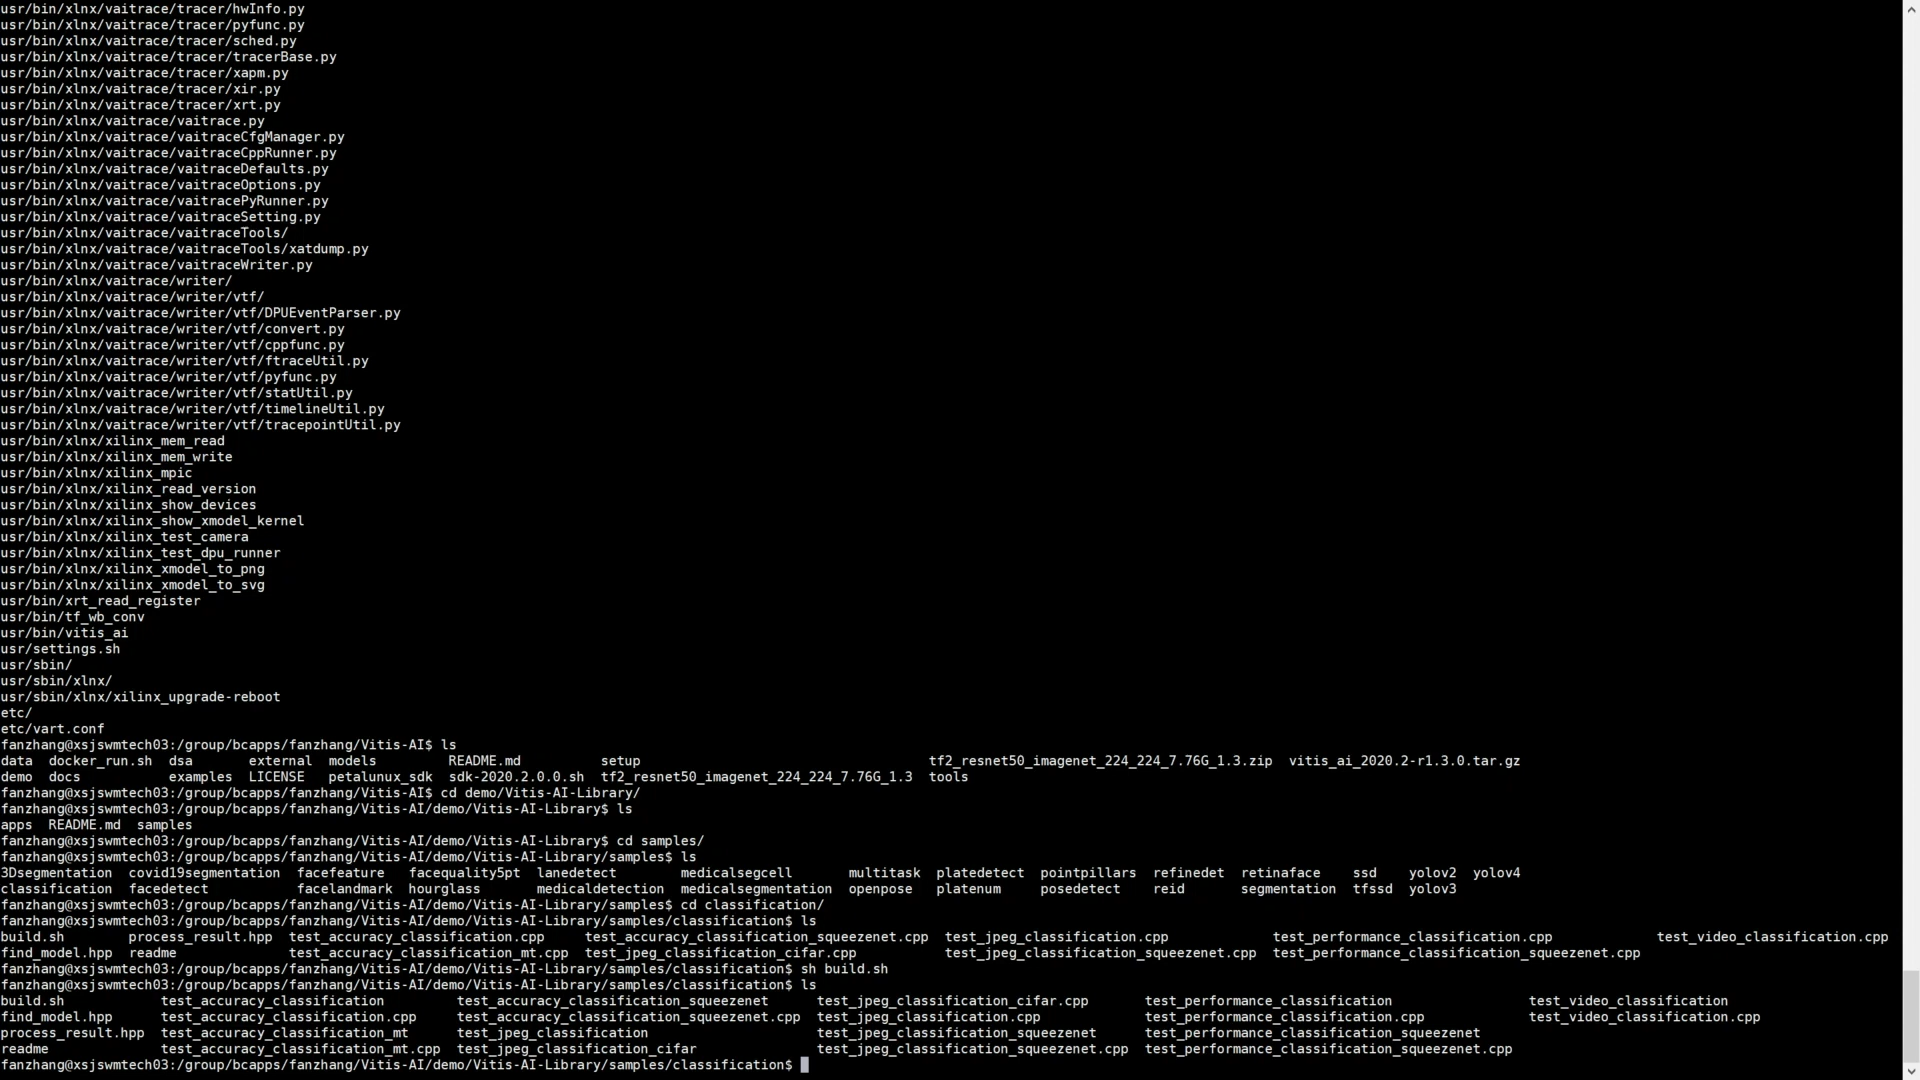 usr/bin/xlnx/vaitrace/tracer/hwInfo.py
usr/bin/xlnx/vaitrace/tracer/pyfunc.py
usr/bin/xlnx/vaitrace/tracer/sched.py
usr/bin/xlnx/vaitrace/tracer/tracerBase.py
usr/bin/xlnx/vaitrace/tracer/xapm.py
usr/bin/xlnx/vaitrace/tracer/xir.py
usr/bin/xlnx/vaitrace/tracer/xrt.py
usr/bin/xlnx/vaitrace/vaitrace.py
usr/bin/xlnx/vaitrace/vaitraceCfgManager.py
usr/bin/xlnx/vaitrace/vaitraceCppRunner.py
usr/bin/xlnx/vaitrace/vaitraceDefaults.py
usr/bin/xlnx/vaitrace/vaitraceOptions.py
usr/bin/xlnx/vaitrace/vaitracePyRunner.py
usr/bin/xlnx/vaitrace/vaitraceSetting.py
usr/bin/xlnx/vaitrace/vaitraceTools/
usr/bin/xlnx/vaitrace/vaitraceTools/xatdump.py
usr/bin/xlnx/vaitrace/vaitraceWriter.py
usr/bin/xlnx/vaitrace/writer/
usr/bin/xlnx/vaitrace/writer/vtf/
usr/bin/xlnx/vaitrace/writer/vtf/DPUEventParser.py
usr/bin/xlnx/vaitrace/writer/vtf/convert.py
usr/bin/xlnx/vaitrace/writer/vtf/cppfunc.py
usr/bin/xlnx/vaitrace/writer/vtf/ftraceUtil.py
usr/bin/xlnx/vaitrace/writer/vtf/pyfunc.py
usr/bin/xlnx/vaitrace/writer/vtf/statUtil.py
usr/bin/xlnx/vaitrace/writer/vtf/timelineUtil.py
usr/bin/xlnx/vaitrace/writer/vtf/tracepointUtil.py
usr/bin/xlnx/xilinx_mem_read
usr/bin/xlnx/xilinx_mem_write
usr/bin/xlnx/xilinx_mpic
usr/bin/xlnx/xilinx_read_version
usr/bin/xlnx/xilinx_show_devices
usr/bin/xlnx/xilinx_show_xmodel_kernel
usr/bin/xlnx/xilinx_test_camera
usr/bin/xlnx/xilinx_test_dpu_runner
usr/bin/xlnx/xilinx_xmodel_to_png
usr/bin/xlnx/xilinx_xmodel_to_svg
usr/bin/xrt_read_register
usr/bin/tf_wb_conv
usr/bin/vitis_ai
usr/settings.sh
usr/sbin/
usr/sbin/xlnx/
usr/sbin/xlnx/xilinx_upgrade-reboot
etc/
etc/vart.conf
fanzhang@xsjswmtech03:/group/bcapps/fanzhang/Vitis-AI$ ls
data  docker_run.sh  dsa       external  models         README.md          setup                                    tf2_resnet50_imagenet_224_224_7.76G_1.3.zip  vitis_ai_2020.2-r1.3.0.tar.gz
demo  docs           examples  LICENSE   petalunux_sdk  sdk-2020.2.0.0.sh  tf2_resnet50_imagenet_224_224_7.76G_1.3  tools
fanzhang@xsjswmtech03:/group/bcapps/fanzhang/Vitis-AI$ cd demo/Vitis-AI-Library/
fanzhang@xsjswmtech03:/group/bcapps/fanzhang/Vitis-AI/demo/Vitis-AI-Library$ ls
apps  README.md  samples
fanzhang@xsjswmtech03:/group/bcapps/fanzhang/Vitis-AI/demo/Vitis-AI-Library$ cd samples/
fanzhang@xsjswmtech03:/group/bcapps/fanzhang/Vitis-AI/demo/Vitis-AI-Library/samples$ ls
3Dsegmentation  covid19segmentation  facefeature   facequality5pt  lanedetect        medicalsegcell       multitask  platedetect  pointpillars  refinedet  retinaface    ssd    yolov2  yolov4
classification  facedetect           facelandmark  hourglass       medicaldetection  medicalsegmentation  openpose   platenum     posedetect    reid       segmentation  tfssd  yolov3
fanzhang@xsjswmtech03:/group/bcapps/fanzhang/Vitis-AI/demo/Vitis-AI-Library/samples$ cd classification/
fanzhang@xsjswmtech03:/group/bcapps/fanzhang/Vitis-AI/demo/Vitis-AI-Library/samples/classification$ ls
build.sh        process_result.hpp  test_accuracy_classification.cpp     test_accuracy_classification_squeezenet.cpp  test_jpeg_classification.cpp             test_performance_classification.cpp             test_video_classification.cpp
find_model.hpp  readme              test_accuracy_classification_mt.cpp  test_jpeg_classification_cifar.cpp           test_jpeg_classification_squeezenet.cpp  test_performance_classification_squeezenet.cpp
fanzhang@xsjswmtech03:/group/bcapps/fanzhang/Vitis-AI/demo/Vitis-AI-Library/samples/classification$ sh build.sh
fanzhang@xsjswmtech03:/group/bcapps/fanzhang/Vitis-AI/demo/Vitis-AI-Library/samples/classification$ ls
build.sh            test_accuracy_classification         test_accuracy_classification_squeezenet      test_jpeg_classification_cifar.cpp       test_performance_classification                 test_video_classification
find_model.hpp      test_accuracy_classification.cpp     test_accuracy_classification_squeezenet.cpp  test_jpeg_classification.cpp             test_performance_classification.cpp             test_video_classification.cpp
process_result.hpp  test_accuracy_classification_mt      test_jpeg_classification                     test_jpeg_classification_squeezenet      test_performance_classification_squeezenet
readme              test_accuracy_classification_mt.cpp  test_jpeg_classification_cifar               test_jpeg_classification_squeezenet.cpp  test_performance_classification_squeezenet.cpp
fanzhang@xsjswmtech03:/group/bcapps/fanzhang/Vitis-AI/demo/Vitis-AI-Library/samples/classification$